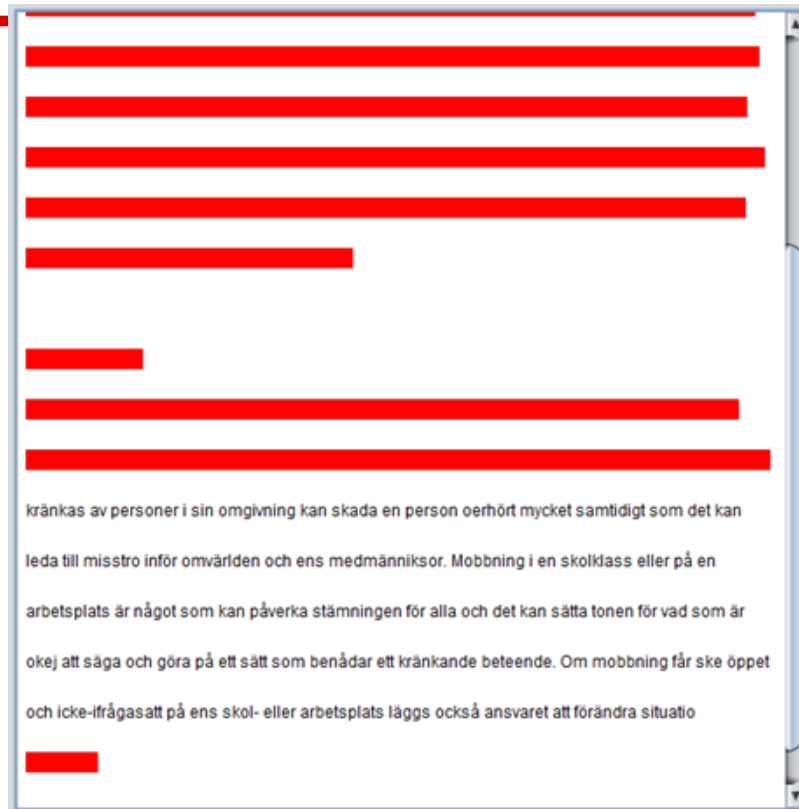 kränkas av personer i sin omgivning kan skada en person oerhört mycket samtidigt som det kan
leda till misstro inför omvärlden och ens medmänniksor. Mobbning i en skolklass eller på en
arbetsplats är något som kan påverka stämningen för alla och det kan sätta tonen för vad som är
okej att säga och göra på ett sätt som benådar ett kränkande beteende. Om mobbning får ske öppet
och icke-ifrågasatt på ens skol- eller arbetsplats läggs också ansvaret att förändra situatio